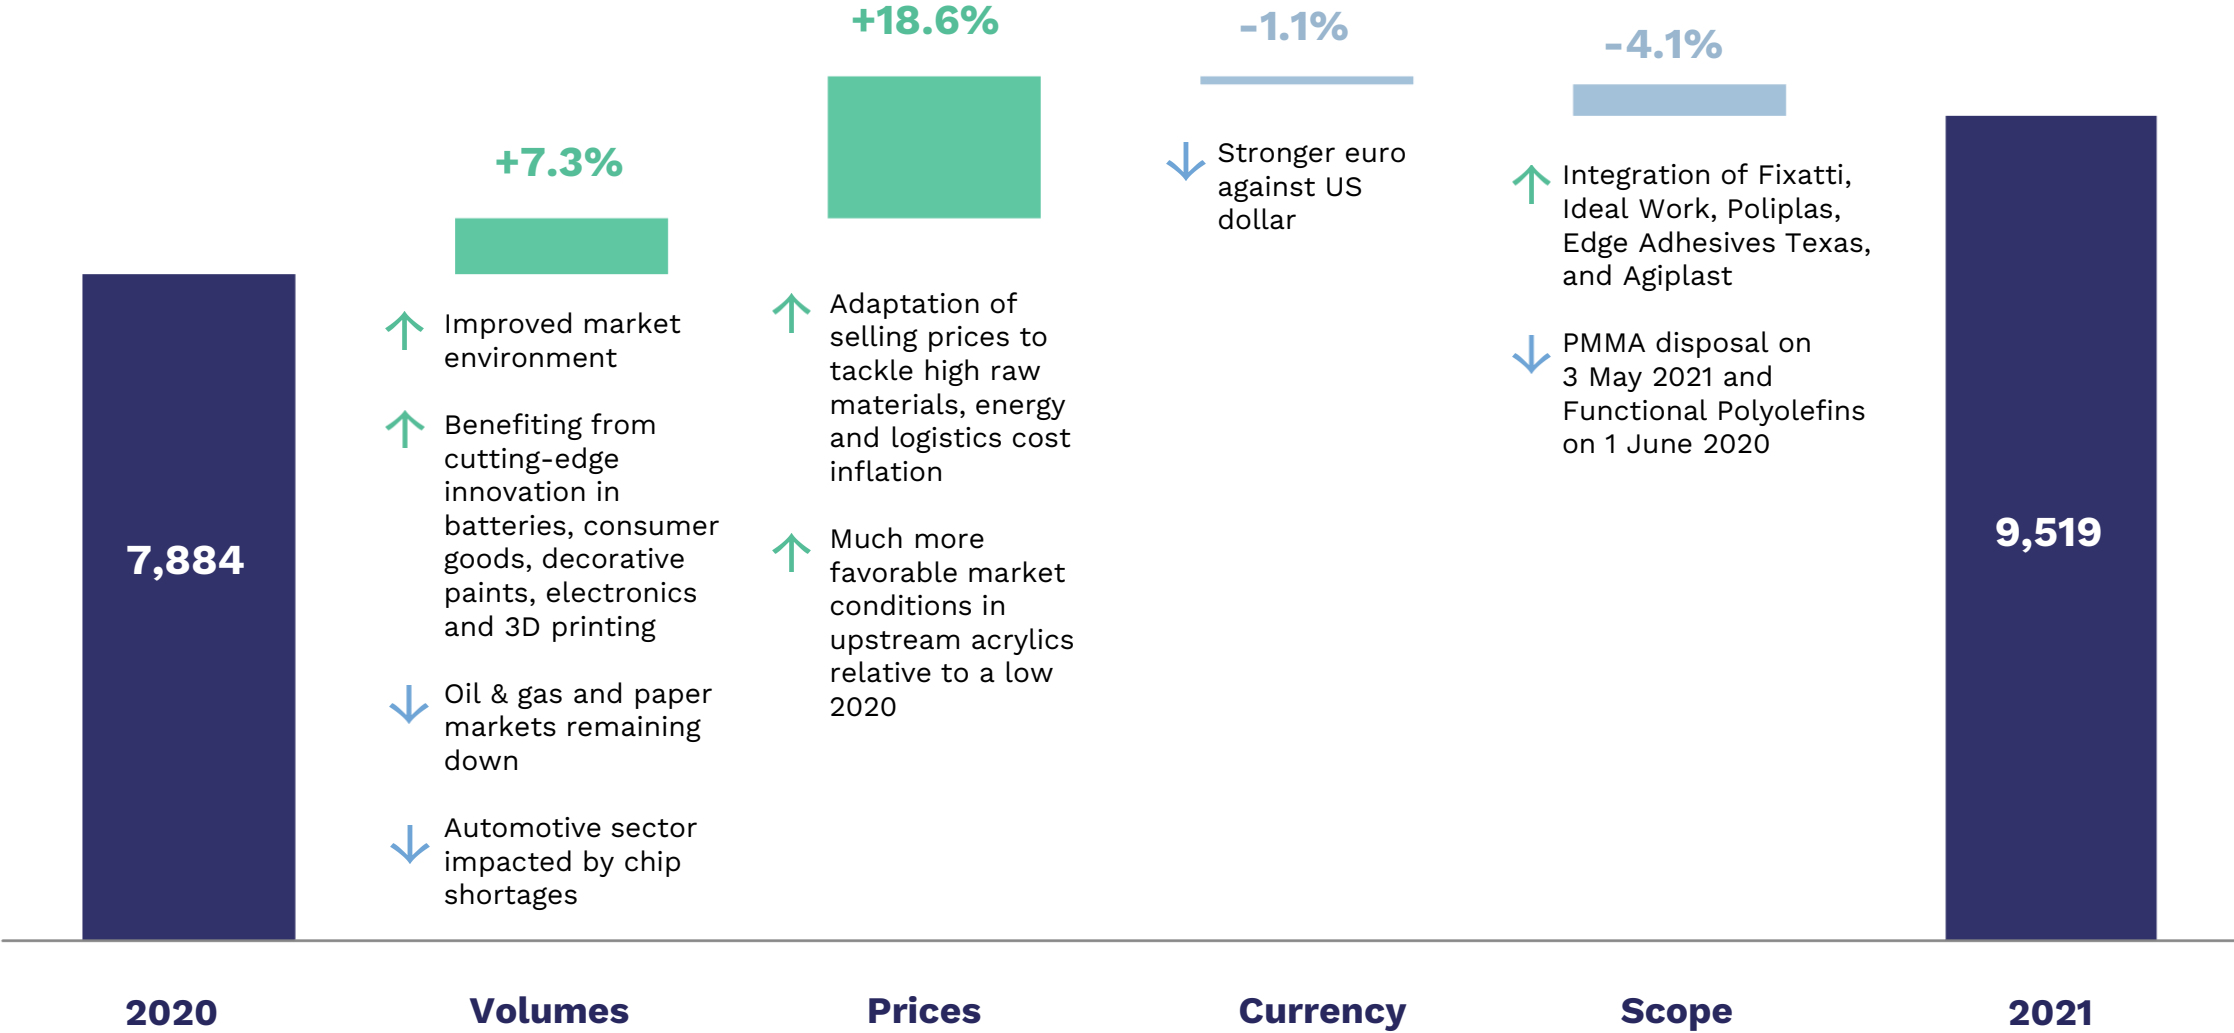 +7.3%
+18.6%
-1.1%
-4.1%
7,884
Improved market
environment
Benefiting from
cutting-edge
innovation in
batteries, consumer
goods, decorative
paints, electronics
and 3D printing
Oil & gas and paper
markets remaining
down
Automotive sector
impacted by chip
shortages
Adaptation of
selling prices to
tackle high raw
materials, energy
and logistics cost
inflation
Much more
favorable market
conditions in
upstream acrylics
relative to a low
2020
Stronger euro
against US
dollar
Integration of Fixatti,
Ideal Work, Poliplas,
Edge Adhesives Texas,
and Agiplast
PMMA disposal on
3 May 2021 and
Functional Polyolefins
on 1 June 2020
9,519
2020
Volumes
Prices
Currency
Scope
2021